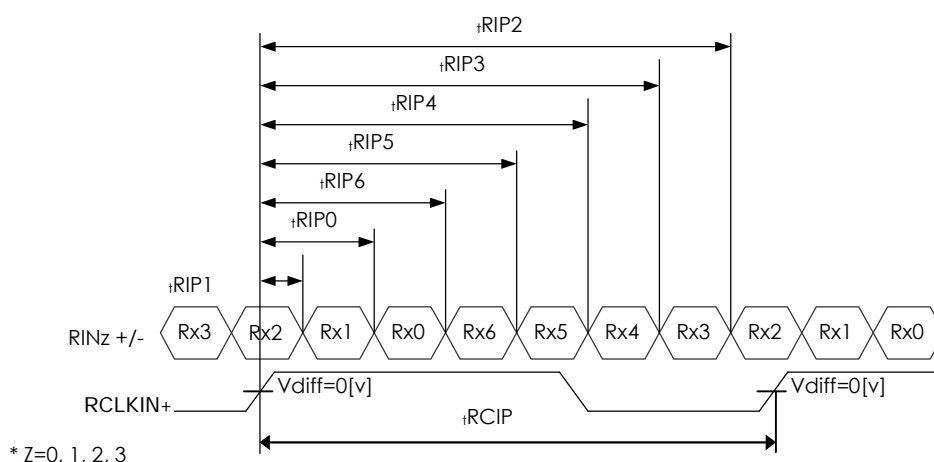 tRIP2
tRIP3
tRIP4
tRIP5
tRIP6
tRIP0
tRIP1
RINz +/- Rx3 Rx2 Rx1 Rx0 Rx6 Rx5 Rx4 Rx3 Rx2 Rx1 Rx0
RCLKIN+ Vdiff=0[v] Vdiff=0[v]
tRCIP
* Z=0, 1, 2, 3